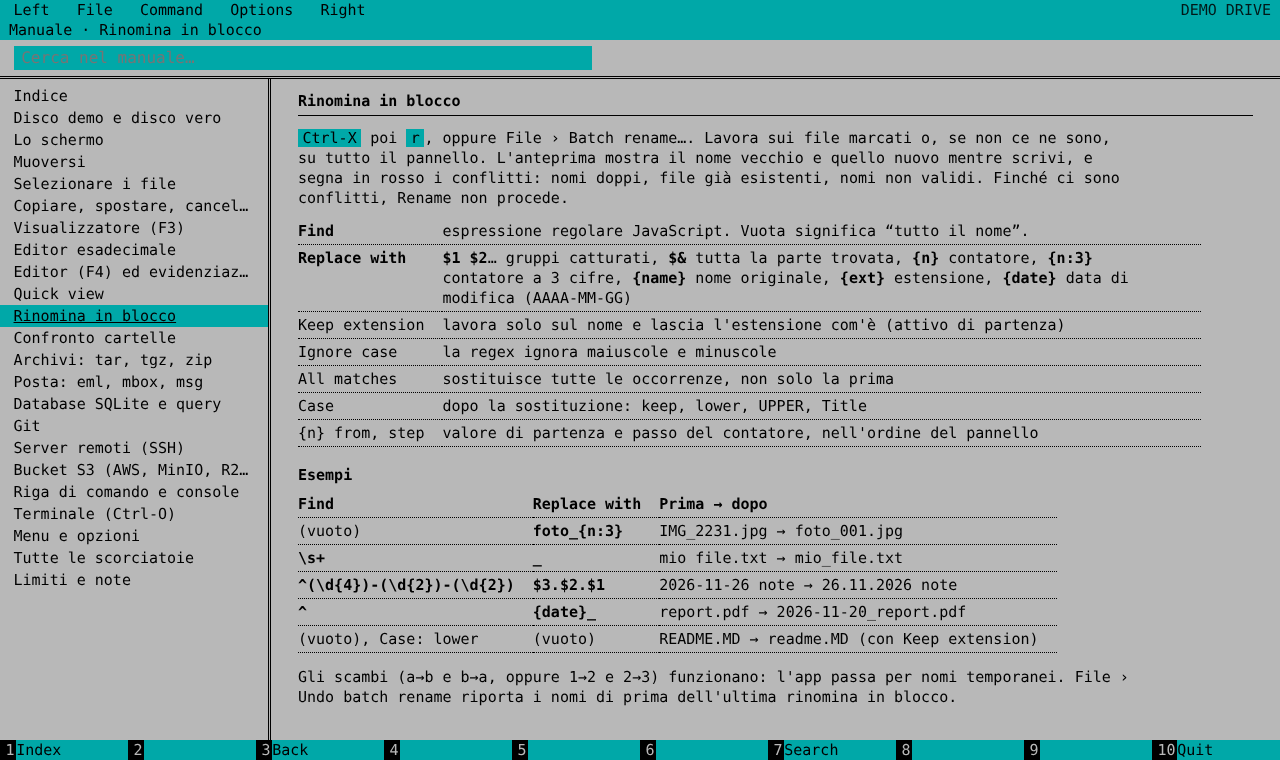 Left File Command Options Right DEMO DRIVE
Manuale · Rinomina in blocco
Cerca nel manuale…
Indice
Disco demo e disco vero
Lo schermo
Muoversi
Selezionare i file
Copiare, spostare, cancel…
Visualizzatore (F3)
Editor esadecimale
Editor (F4) ed evidenziaz…
Quick view
Rinomina in blocco
Confronto cartelle
Archivi: tar, tgz, zip
Posta: eml, mbox, msg
Database SQLite e query
Git
Server remoti (SSH)
Bucket S3 (AWS, MinIO, R2…
Riga di comando e console
Terminale (Ctrl-O)
Menu e opzioni
Tutte le scorciatoie
Limiti e note
Rinomina in blocco
Ctrl-X poi r, oppure File › Batch rename…. Lavora sui file marcati o, se non ce ne sono,
su tutto il pannello. L'anteprima mostra il nome vecchio e quello nuovo mentre scrivi, e
segna in rosso i conflitti: nomi doppi, file già esistenti, nomi non validi. Finché ci sono
conflitti, Rename non procede.
Find espressione regolare JavaScript. Vuota significa “tutto il nome”.
Replace with $1 $2… gruppi catturati, $& tutta la parte trovata, {n} contatore, {n:3}
contatore a 3 cifre, {name} nome originale, {ext} estensione, {date} data di
modifica (AAAA-MM-GG)
Keep extension lavora solo sul nome e lascia l'estnsione com'è (attivo di partenza)
Ignore case la regex ignora maiuscole e minuscole
All matches sostituisce tutte le occorrenze, non solo la prima
Case dopo la sostituzione: keep, lower, UPPER, Title
{n} from, step valore di partenza e passo del contatore, nell'ordine del pannello
Esempi
Find Replace with Prima → dopo
(vuoto) foto_{n:3} IMG_2231.jpg → foto_001.jpg
\s+ _ mio file.txt → mio_file.txt
^(\d{4})-(\d{2})-(\d{2}) $3.$2.$1 2026-11-26 note → 26.11.2026 note
^ {date}_ report.pdf → 2026-11-20_report.pdf
(vuoto), Case: lower (vuoto) README.MD → readme.MD (con Keep extension)
Gli scambi (a→b e b→a, oppure 1→2 e 2→3) funzionano: l'app passa per nomi temporanei. File ›
Undo batch rename riporta i nomi di prima dell'ultima rinomina in blocco.
1Index 2 3Back 4 5 6 7Search 8 9 10Quit